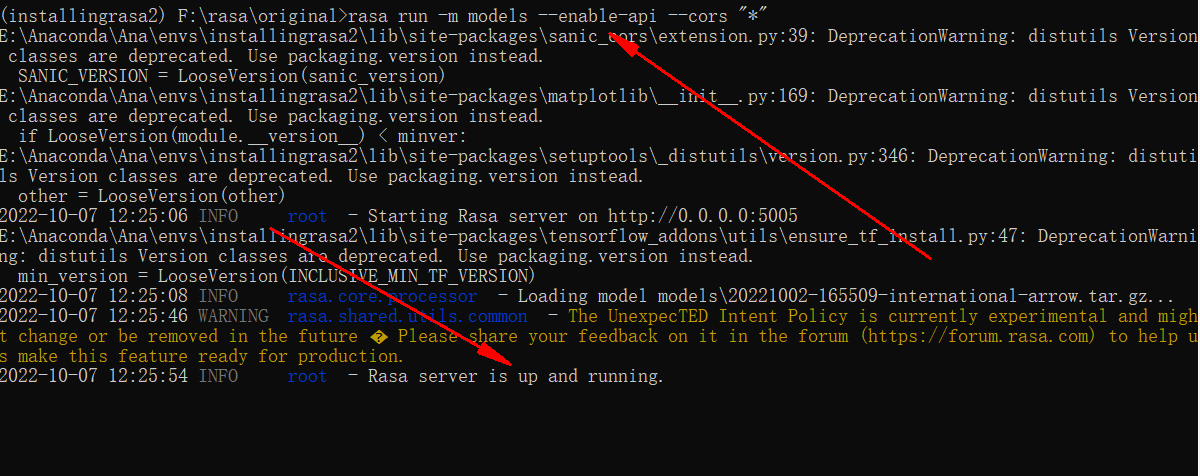 (installingrasa2) F:\rasa\original>rasa run -m models --enable-api --cors "*"
E:\Anaconda\Ana\envs\installingrasa2\lib\site-packages\sanic_cors\extension.py:39: DeprecationWarning: distutils Version
 classes are deprecated. Use packaging.version instead.
  SANIC_VERSION = LooseVersion(sanic_version)
E:\Anaconda\Ana\envs\installingrasa2\lib\site-packages\matplotlib\__init__.py:169: DeprecationWarning: distutils Version
 classes are deprecated. Use packaging.version instead.
  if LooseVersion(module.__version__) < minver:
E:\Anaconda\Ana\envs\installingrasa2\lib\site-packages\setuptools\_distutils\version.py:346: DeprecationWarning: distuti
ls Version classes are deprecated. Use packaging.version instead.
  other = LooseVersion(other)
2022-10-07 12:25:06 INFO     root  - Starting Rasa server on http://0.0.0.0:5005
E:\Anaconda\Ana\envs\installingrasa2\lib\site-packages\tensorflow_addons\utils\ensure_tf_install.py:47: DeprecationWarni
ng: distutils Version classes are deprecated. Use packaging.version instead.
  min_version = LooseVersion(INCLUSIVE_MIN_TF_VERSION)
2022-10-07 12:25:08 INFO     rasa.core.processor  - Loading model models\20221002-165509-international-arrow.tar.gz...
2022-10-07 12:25:46 WARNING  rasa.shared.utils.common  - The UnexpecTED Intent Policy is currently experimental and migh
t change or be removed in the future � Please share your feedback on it in the forum (https://forum.rasa.com) to help u
s make this feature ready for production.
2022-10-07 12:25:54 INFO     root  - Rasa server is up and running.